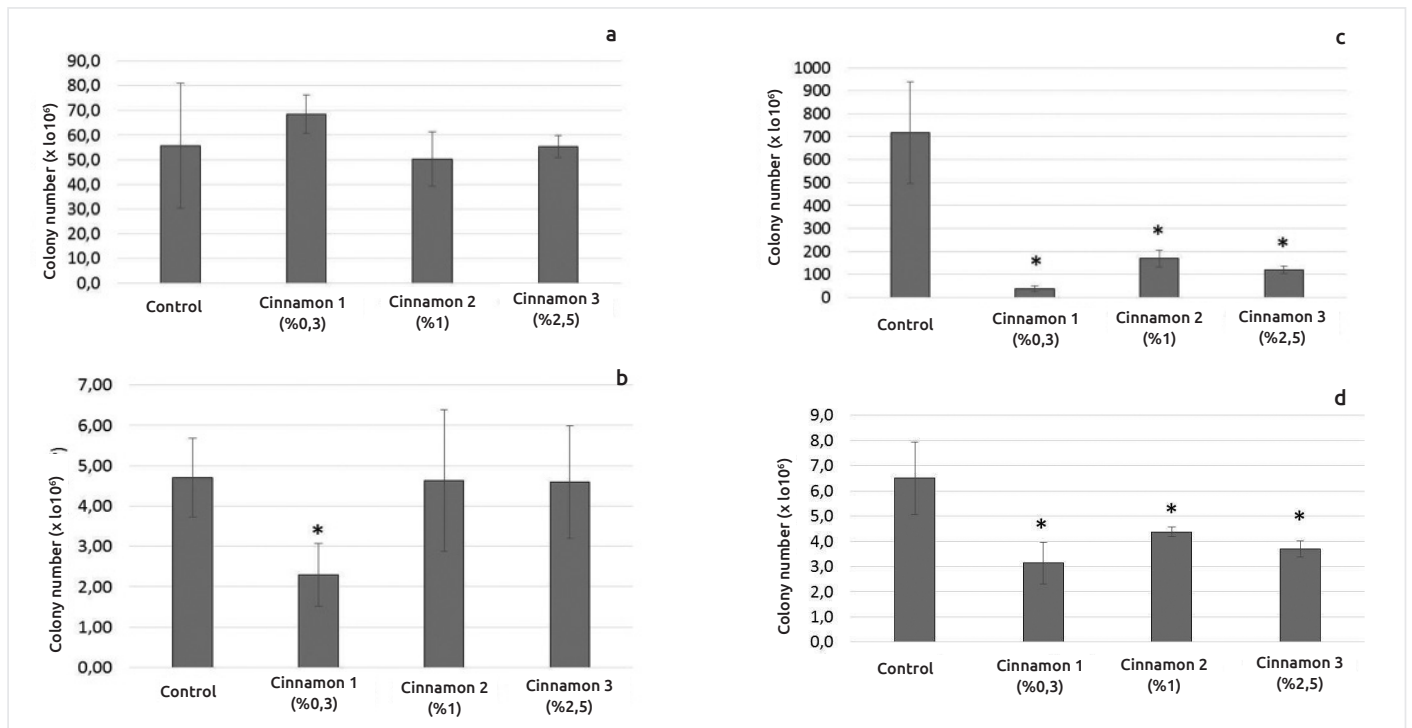 a
Colony number (x lo10⁶)
90,0
80,0
70,0
60,0
50,0
40,0
30,0
20,0
10,0
0,0
Control
Cinnamon 1
(%0,3)
Cinnamon 2
(%1)
Cinnamon 3
(%2,5)
b
Colony number (x lo10⁶)
7,00
6,00
5,00
4,00
3,00
2,00
1,00
0,00
*
Control
Cinnamon 1
(%0,3)
Cinnamon 2
(%1)
Cinnamon 3
(%2,5)
c
Colony number (x lo10⁶)
1000
900
800
700
600
500
400
300
200
100
0
*
*
*
Control
Cinnamon 1
(%0,3)
Cinnamon 2
(%1)
Cinnamon 3
(%2,5)
d
Colony number (x lo10⁶)
9,0
8,0
7,0
6,0
5,0
4,0
3,0
2,0
1,0
0,0
*
*
*
Control
Cinnamon 1
(%0,3)
Cinnamon 2
(%1)
Cinnamon 3
(%2,5)